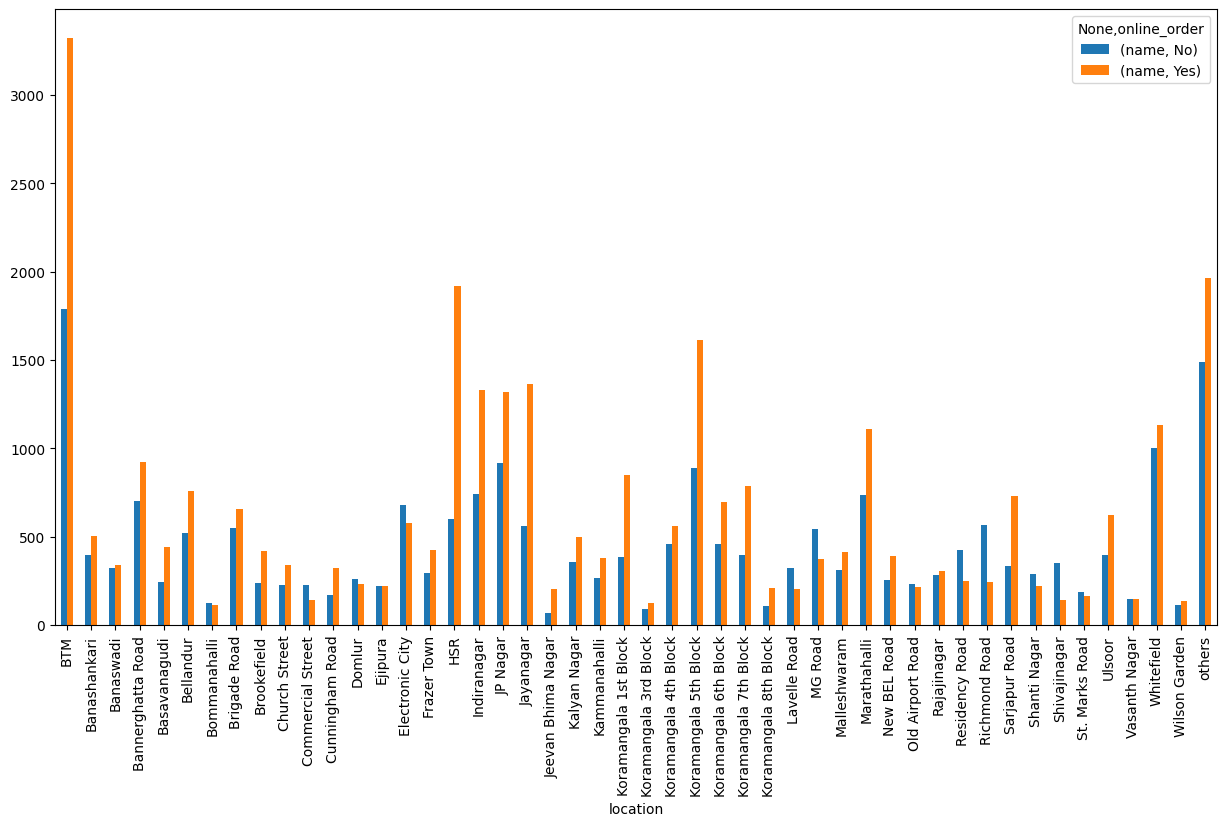 None,online_order
(name, No)
(name, Yes)
3000
2500
2000
1500
1000
500
0
BTM
Banashankari
Banaswadi
Bannerghatta Road
Basavanagudi
Bellandur
Bommanahalli
Brigade Road
Brookefield
Church Street
Commercial Street
Cunningham Road
Domlur
Ejipura
Electronic City
Frazer Town
HSR
Indiranagar
JP Nagar
Jayanagar
Jeevan Bhima Nagar
Kalyan Nagar
Kammanahalli
Koramangala 1st Block
Koramangala 3rd Block
Koramangala 4th Block
Koramangala 5th Block
Koramangala 6th Block
Koramangala 7th Block
Koramangala 8th Block
Lavelle Road
MG Road
Malleshwaram
Marathahalli
New BEL Road
Old Airport Road
Rajajinagar
Residency Road
Richmond Road
Sarjapur Road
Shanti Nagar
Shivajinagar
St. Marks Road
Ulsoor
Vasanth Nagar
Whitefield
Wilson Garden
others
location